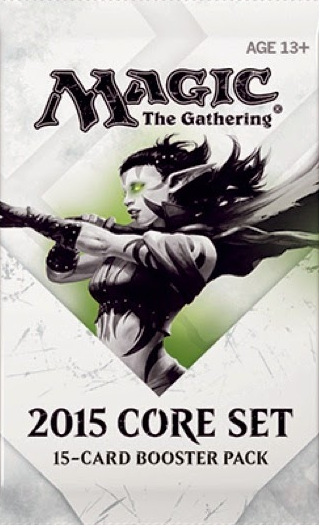 AGE 13+
MAGIC
The Gathering®
2015 CORE SET
15-CARD BOOSTER PACK